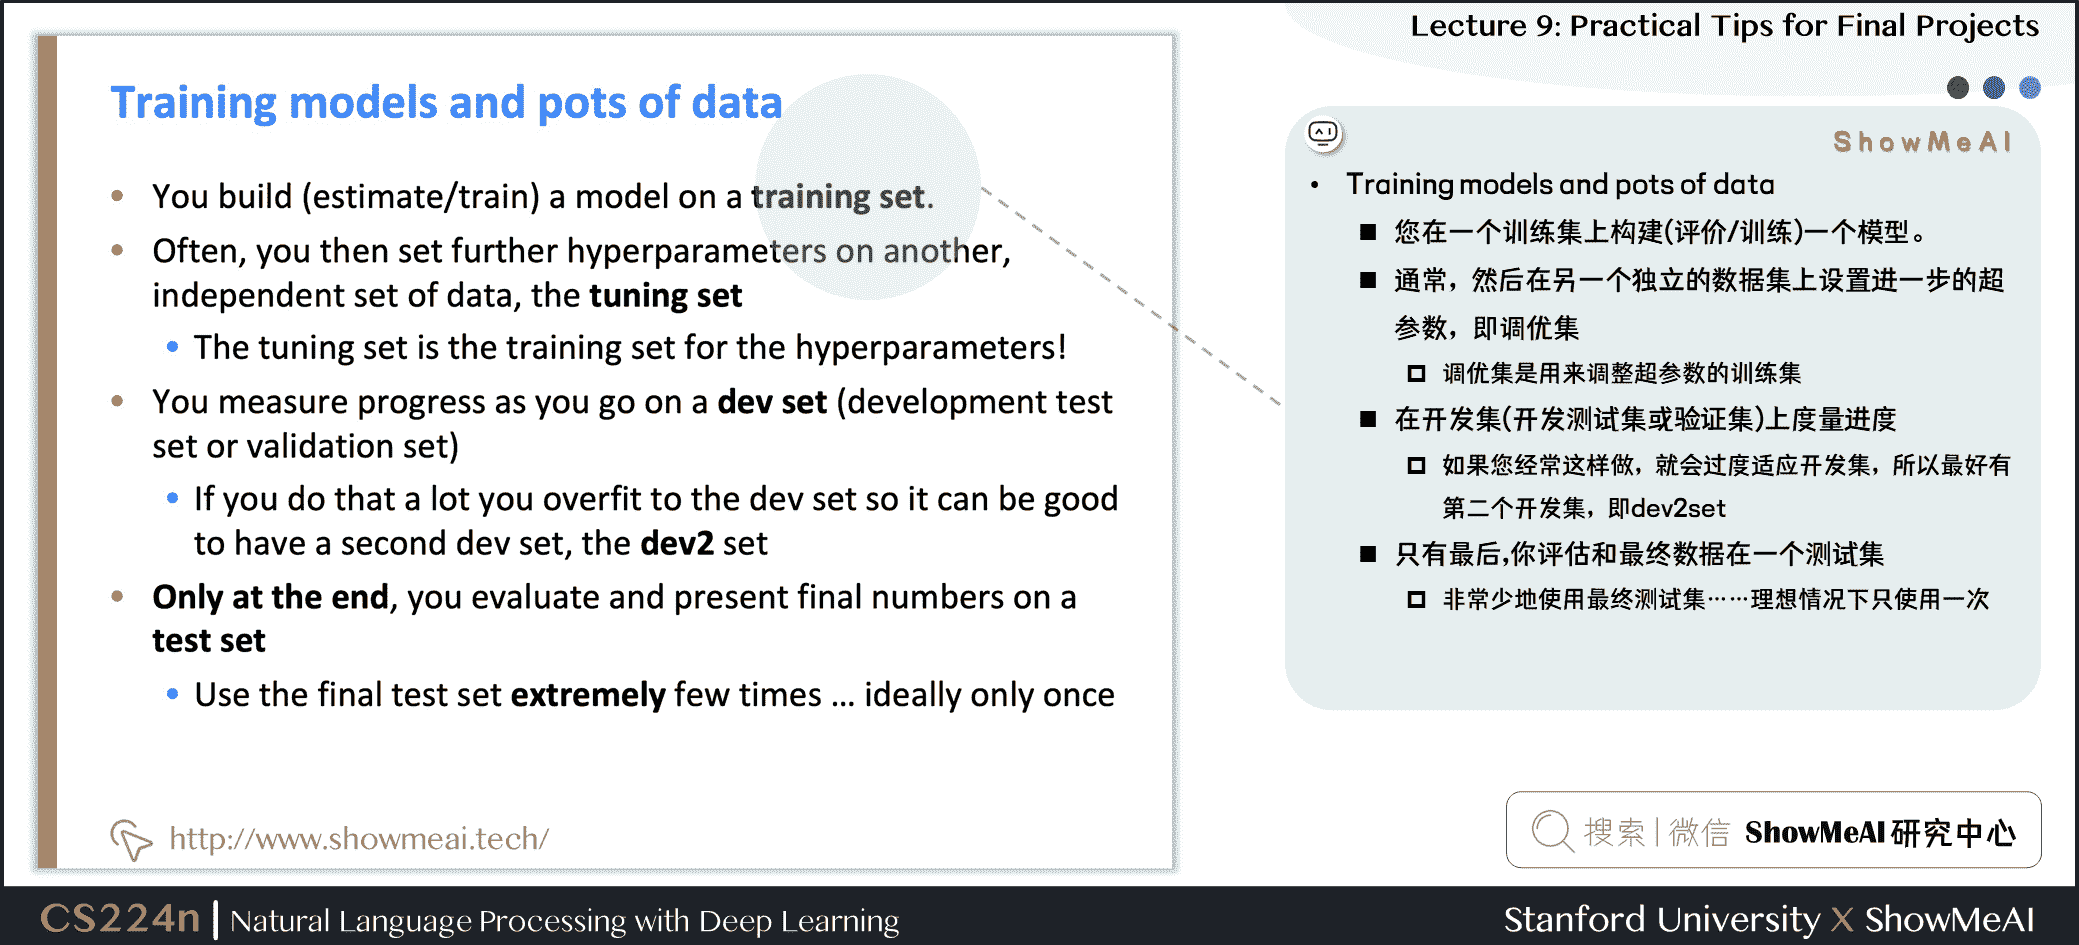 Lecture 9: Practical Tips for Final Projects
Training models and pots of data
• You build (estimate/train) a model on a training set.
• Often, you then set further hyperparameters on another,
independent set of data, the tuning set
• The tuning set is the training set for the hyperparameters!
• You measure progress as you go on a dev set (development test
set or validation set)
• If you do that a lot you overfit to the dev set so it can be good
to have a second dev set, the dev2 set
• Only at the end, you evaluate and present final numbers on a
test set
• Use the final test set extremely few times … ideally only once
http://www.showmeai.tech/
ShowMeAI
• Training models and pots of data
■ 您在一个训练集上构建(评价/训练)一个模型。
■ 通常，然后在另一个独立的数据集上设置进一步的超
参数，即调优集
□ 调优集是用来调整超参数的训练集
■ 在开发集(开发测试集或验证集)上度量进度
□ 如果您经常这样做，就会过度适应开发集，所以最好有
第二个开发集，即dev2set
■ 只有最后,你评估和最终数据在一个测试集
□ 非常少地使用最终测试集……理想情况下只使用一次
搜索|微信 ShowMeAI研究中心
CS224n | Natural Language Processing with Deep Learning
Stanford University X ShowMeAI